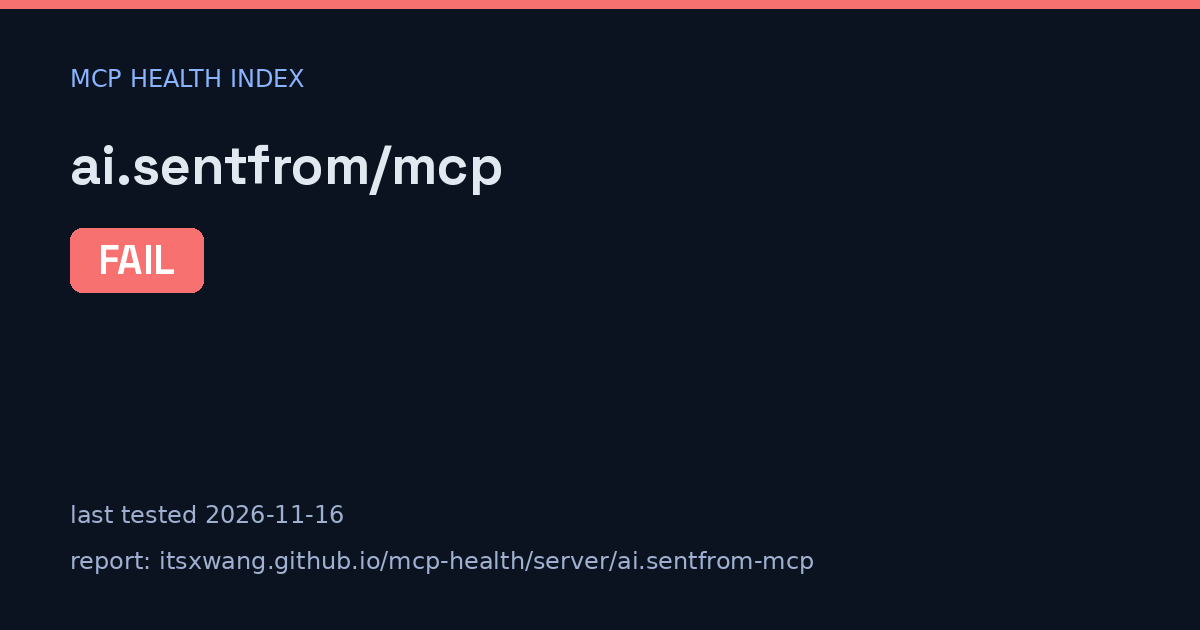 MCP HEALTH INDEX
ai.sentfrom/mcp
FAIL
last tested 2026-11-16
report: itsxwang.github.io/mcp-health/server/ai.sentfrom-mcp